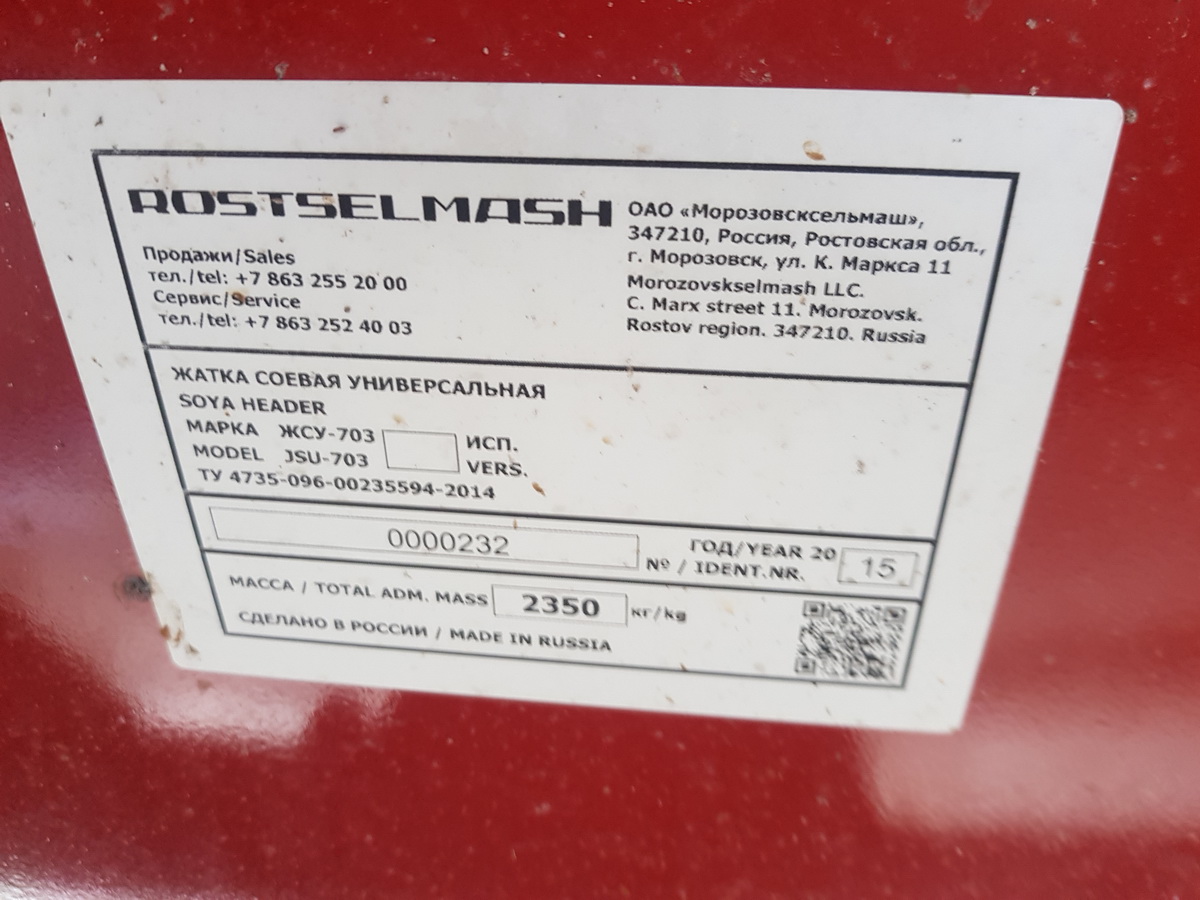 ROSTSELMASH
Продажи/Sales
тел./tel: +7 863 255 20 00
Сервис/Service
тел./tel: +7 863 252 40 03
ОАО «Морозовсксельмаш»,
347210, Россия, Ростовская обл.,
г. Морозовск, ул. К. Маркса 11
Morozovskselmash LLC.
C. Marx street 11. Morozovsk.
Rostov region. 347210. Russia
ЖАТКА СОЕВАЯ УНИВЕРСАЛЬНАЯ
SOYA HEADER
МАРКА ЖСУ-703 ИСП.
MODEL JSU-703 VERS.
ТУ 4735-096-00235594-2014
0000232
ГОД/YEAR 20 15
№ / IDENT.NR.
МАССА / TOTAL ADM. MASS 2350 кг/kg
СДЕЛАНО В РОССИИ / MADE IN RUSSIA